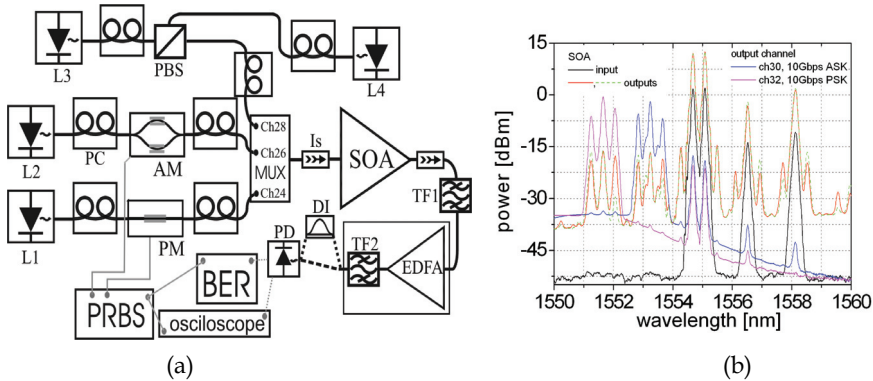 L3
PBS
L4
L2
PC
AM
Ch28
Ch26
MUX
Ch24
Is
SOA
TF1
L1
PM
PD
DI
TF2
EDFA
PRBS
BER
osciloscope
(a)
15
0
-15
-30
-45
power [dBm]
SOA
input
, outputs
output channel
ch30, 10Gbps ASK
ch32, 10Gbps PSK
1550 1552 1554 1556 1558 1560
wavelength [nm]
(b)